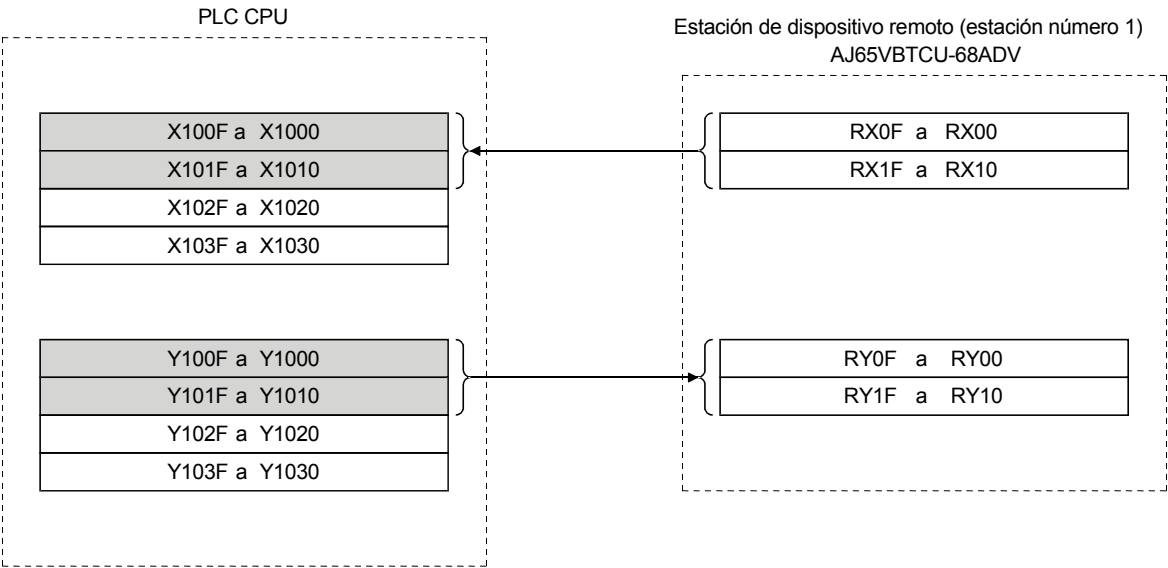 PLC CPU
Estación de dispositivo remoto (estación número 1)
AJ65VBTCU-68ADV
X100F a X1000
X101F a X1010
X102F a X1020
X103F a X1030
RX0F a RX00
RX1F a RX10
Y100F a Y1000
Y101F a Y1010
Y102F a Y1020
Y103F a Y1030
RY0F a RY00
RY1F a RY10